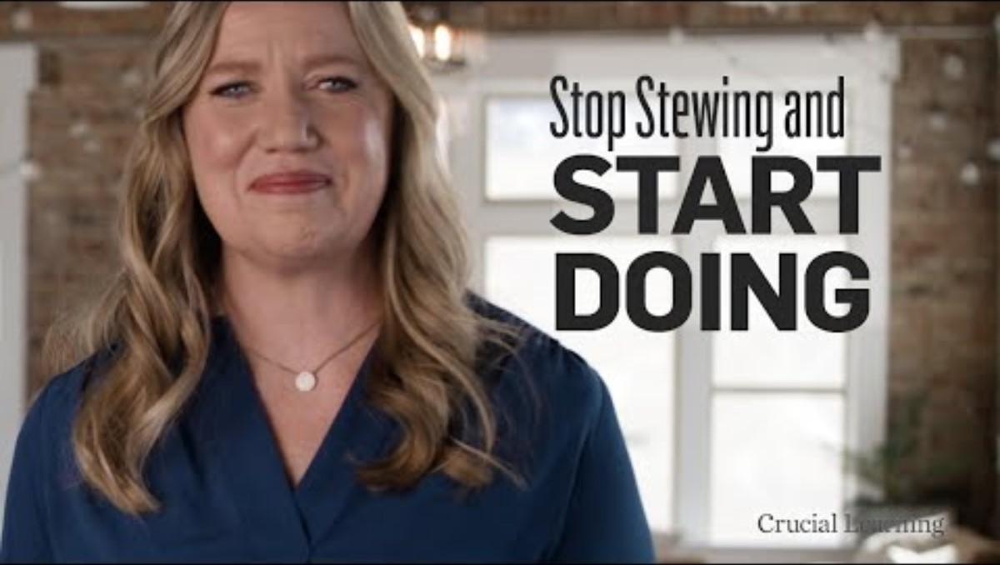 Stop Stewing and
START
DOING
Crucial Learning